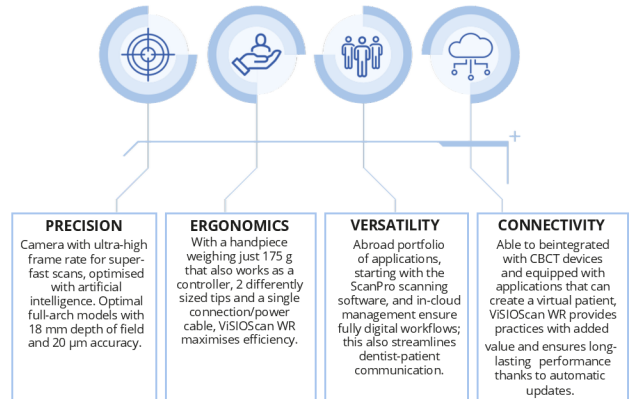 PRECISION
Camera with ultra-high
frame rate for super-
fast scans, optimised
with artificial
intelligence. Optimal
full-arch models with
18 mm depth of field
and 20 µm accuracy.
ERGONOMICS
With a handpiece
weighing just 175 g
that also works as a
controller, 2 differently
sized tips and a single
connection/power
cable, ViSIOScan WR
maximises efficiency.
VERSATILITY
Abroad portfolio
of applications,
starting with the
ScanPro scanning
software, and in-cloud
management ensure
fully digital workflows;
this also streamlines
dentist-patient
communication.
CONNECTIVITY
Able to beintegrated
with CBCT devices
and equipped with
applications that can
create a virtual patient,
ViSIOScan WR provides
practices with added
value and ensures long-
lasting performance
thanks to automatic
updates.